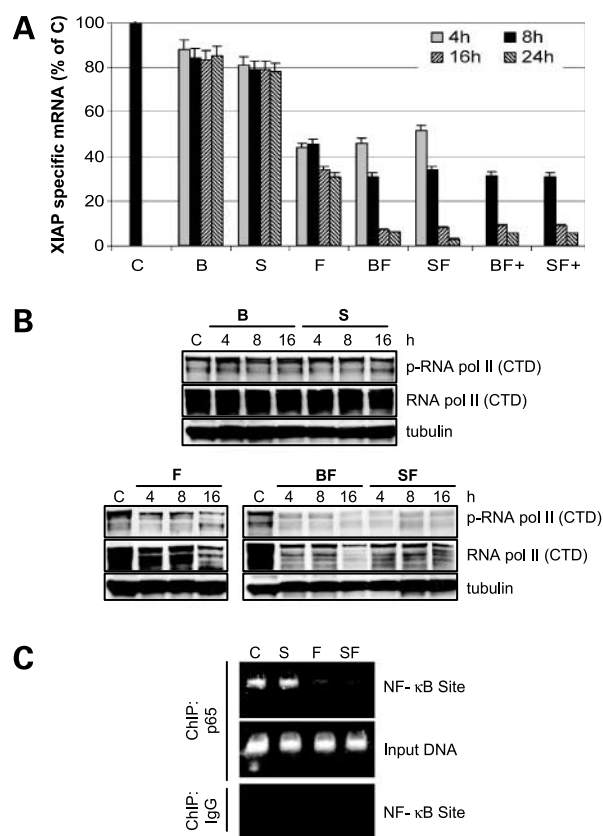 A
XIAP specific mRNA (% of C)
100
80
60
40
20
0
4h 8h
16h 24h
C B S F BF SF BF+ SF+
B
B S
C 4 8 16 4 8 16 h
p-RNA pol II (CTD)
RNA pol II (CTD)
tubulin
F BF SF
C 4 8 16 C 4 8 16 4 8 16 h
p-RNA pol II (CTD)
RNA pol II (CTD)
tubulin
C
C S F SF
ChIP: p65
NF- κB Site
Input DNA
ChIP: IgG
NF- κB Site